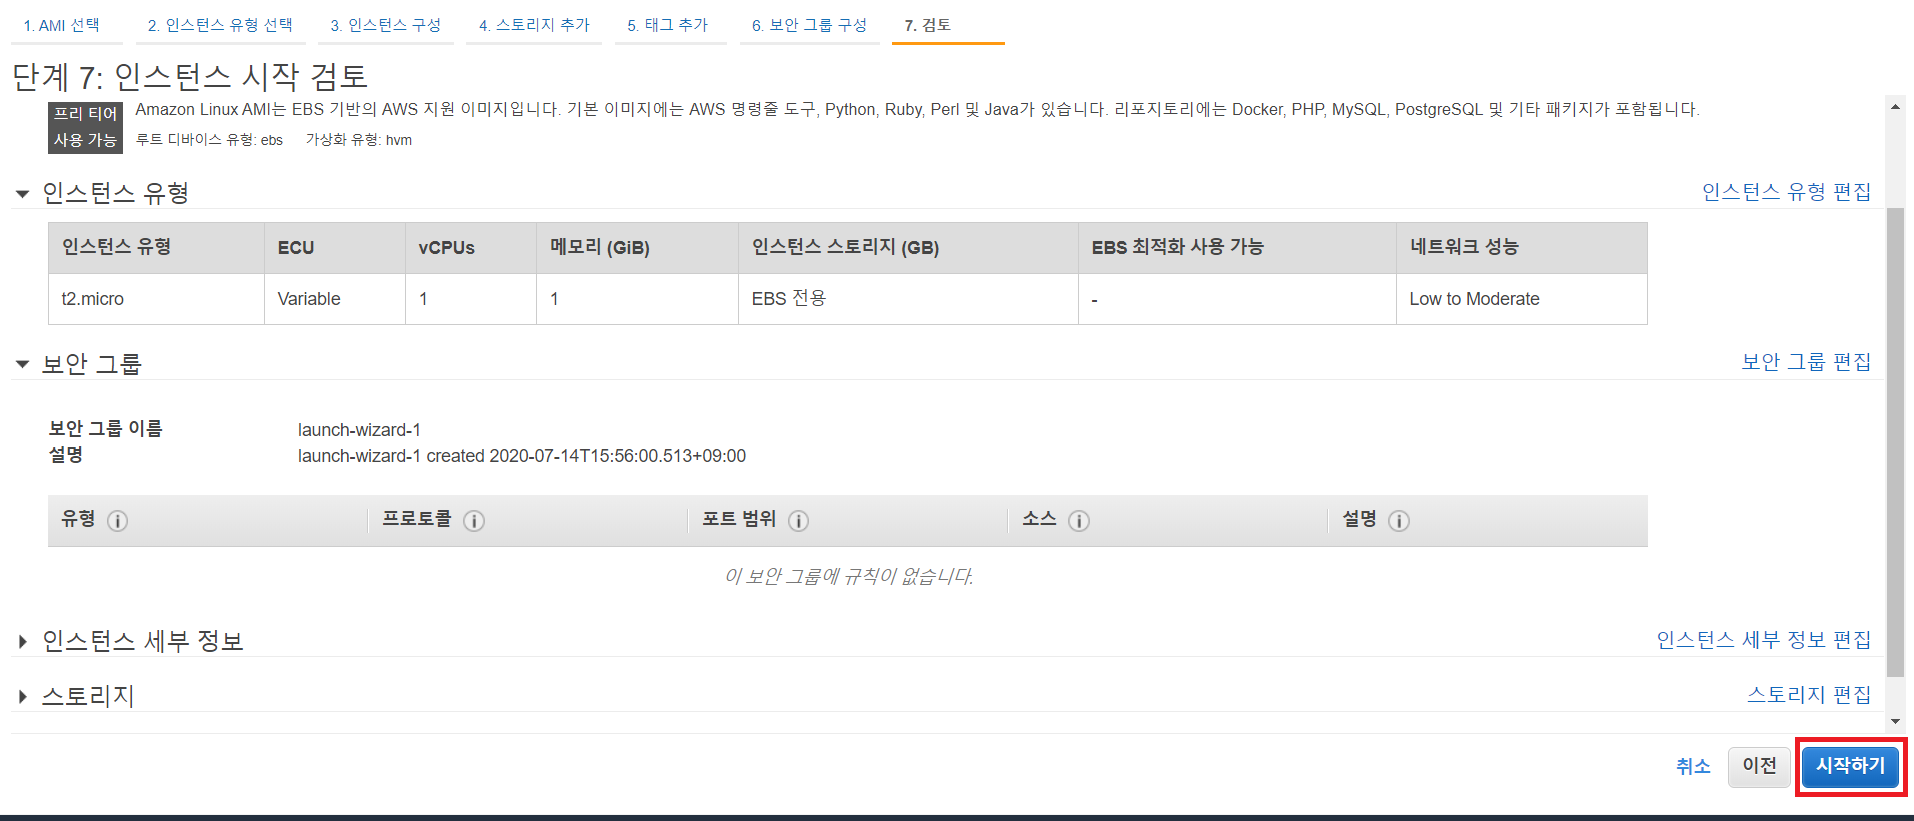 1. AMI 선택 2. 인스턴스 유형 선택 3. 인스턴스 구성 4. 스토리지 추가 5. 태그 추가 6. 보안 그룹 구성 7. 검토
단계 7: 인스턴스 시작 검토
프리 티어 사용 가능
Amazon Linux AMI는 EBS 기반의 AWS 지원 이미지입니다. 기본 이미지에는 AWS 명령줄 도구, Python, Ruby, Perl 및 Java가 있습니다. 리포지토리에는 Docker, PHP, MySQL, PostgreSQL 및 기타 패키지가 포함됩니다.
루트 디바이스 유형: ebs 가상화 유형: hvm
인스턴스 유형 인스턴스 유형 편집
인스턴스 유형 ECU vCPUs 메모리 (GiB) 인스턴스 스토리지 (GB) EBS 최적화 사용 가능 네트워크 성능
t2.micro Variable 1 1 EBS 전용 - Low to Moderate
보안 그룹 보안 그룹 편집
보안 그룹 이름 launch-wizard-1
설명 launch-wizard-1 created 2020-07-14T15:56:00.513+09:00
유형 프로토콜 포트 범위 소스 설명
이 보안 그룹에 규칙이 없습니다.
인스턴스 세부 정보 인스턴스 세부 정보 편집
스토리지 스토리지 편집
취소 이전 시작하기